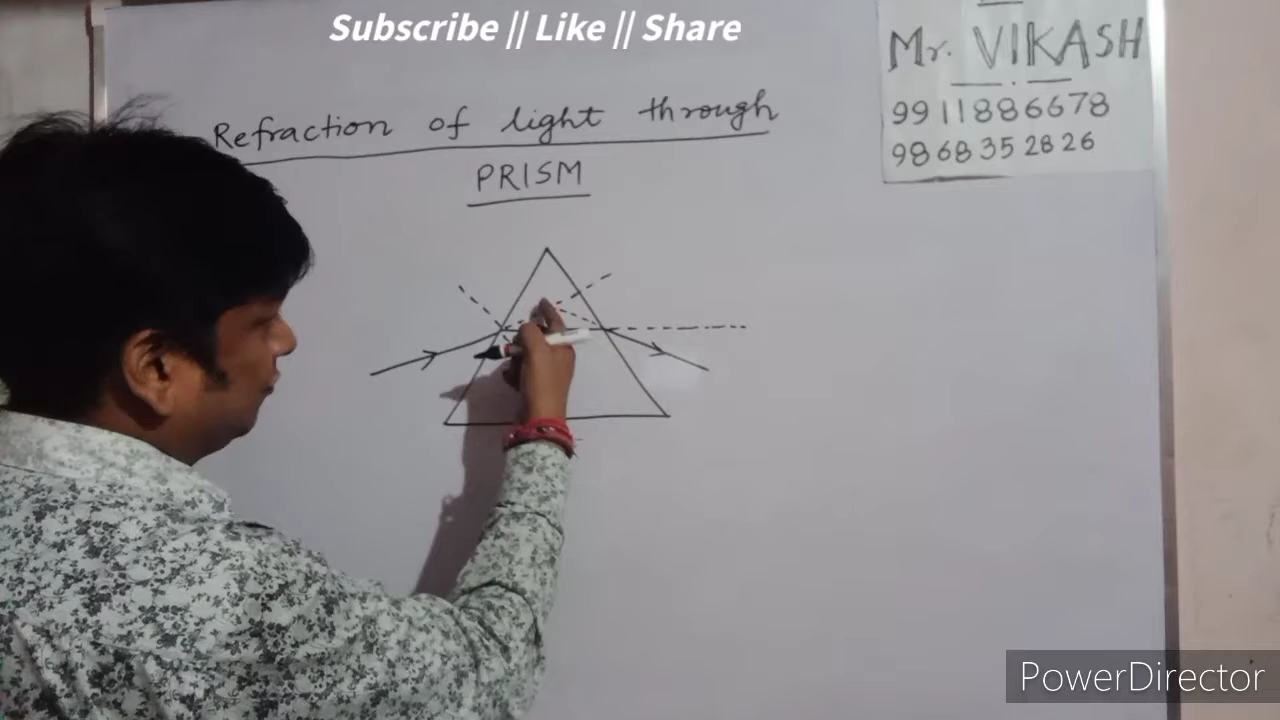 Subscribe || Like || Share
Mr. VIKASH
9911886678
9868352826
Refraction of light through
PRISM
PowerDirector